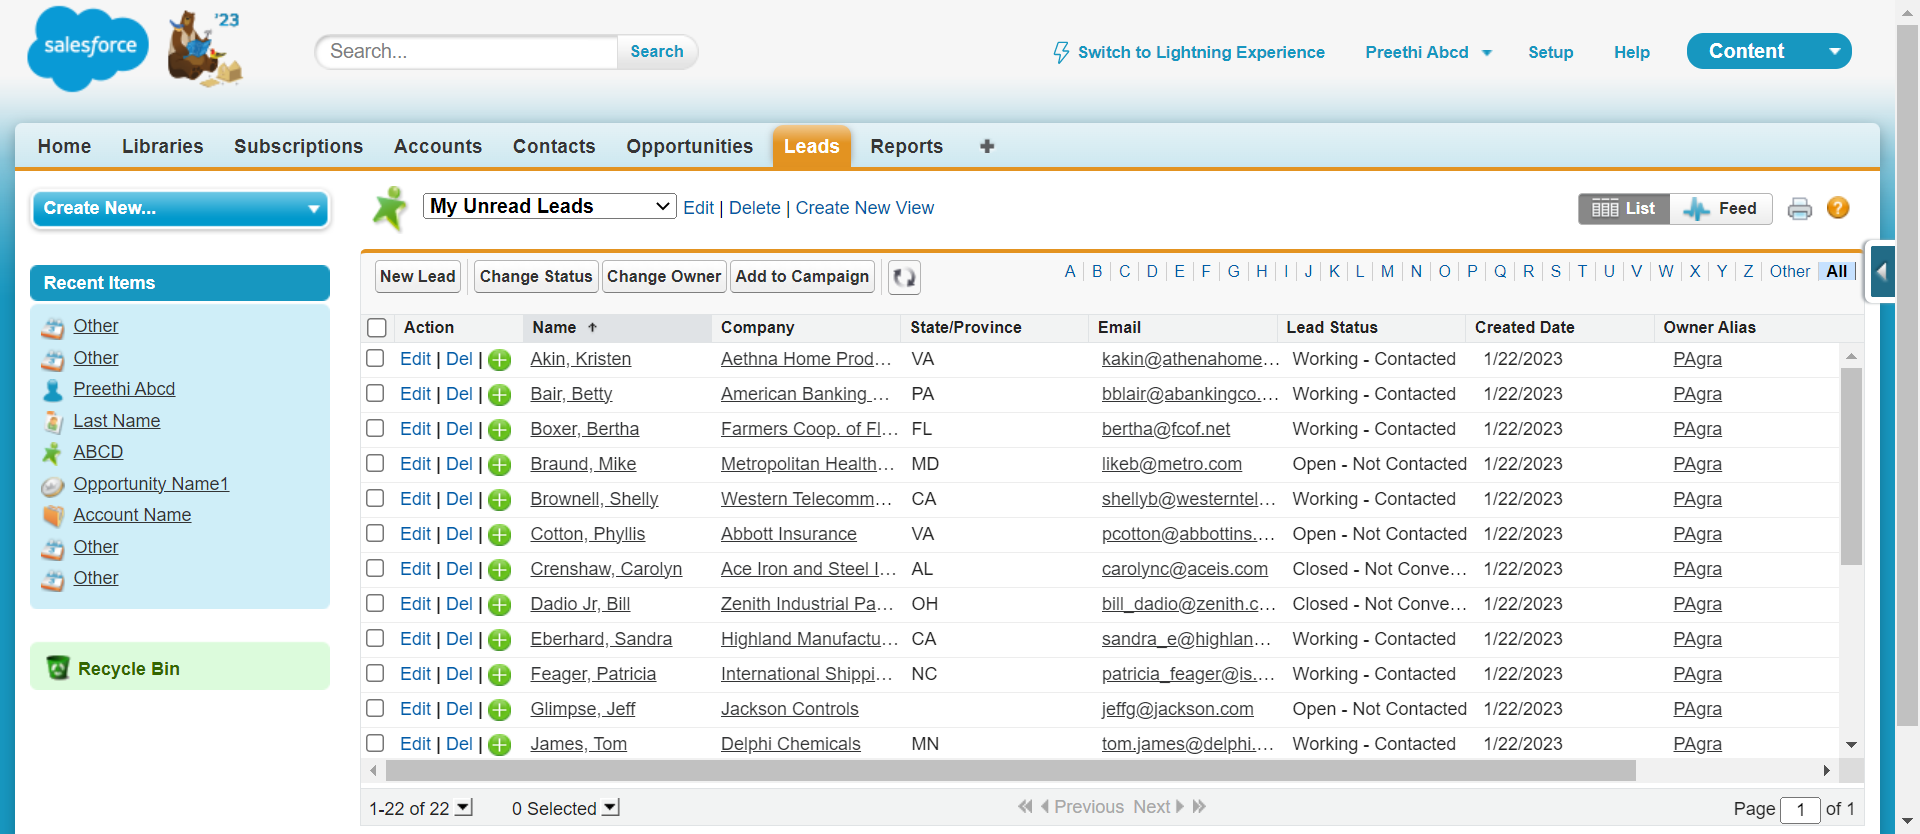 salesforce
'23
Search...
Search
Switch to Lightning Experience
Preethi Abcd
Setup
Help
Content
Home Libraries Subscriptions Accounts Contacts Opportunities Leads Reports
Create New...
Recent Items
Other
Other
Preethi Abcd
Last Name
ABCD
Opportunity Name1
Account Name
Other
Other
Recycle Bin
My Unread Leads Edit | Delete | Create New View
List Feed
New Lead Change Status Change Owner Add to Campaign
A B C D E F G H I J K L M N O P Q R S T U V W X Y Z Other All
Action Name Company State/Province Email Lead Status Created Date Owner Alias
Edit | Del | Akin, Kristen Aethna Home Prod... VA kakin@athenahome... Working - Contacted 1/22/2023 PAgra
Edit | Del | Bair, Betty American Banking ... PA bblair@abankingco.... Working - Contacted 1/22/2023 PAgra
Edit | Del | Boxer, Bertha Farmers Coop. of Fl... FL bertha@fcof.net Working - Contacted 1/22/2023 PAgra
Edit | Del | Braund, Mike Metropolitan Health... MD likeb@metro.com Open - Not Contacted 1/22/2023 PAgra
Edit | Del | Brownell, Shelly Western Telecomm... CA shellyb@westerntel... Working - Contacted 1/22/2023 PAgra
Edit | Del | Cotton, Phyllis Abbott Insurance VA pcotton@abbottins.... Open - Not Contacted 1/22/2023 PAgra
Edit | Del | Crenshaw, Carolyn Ace Iron and Steel I... AL carolync@aceis.com Closed - Not Conve... 1/22/2023 PAgra
Edit | Del | Dadio Jr, Bill Zenith Industrial Pa... OH bill_dadio@zenith.c... Closed - Not Conve... 1/22/2023 PAgra
Edit | Del | Eberhard, Sandra Highland Manufactu... CA sandra_e@highlan... Working - Contacted 1/22/2023 PAgra
Edit | Del | Feager, Patricia International Shippi... NC patricia_feager@is.... Working - Contacted 1/22/2023 PAgra
Edit | Del | Glimpse, Jeff Jackson Controls jeffg@jackson.com Open - Not Contacted 1/22/2023 PAgra
Edit | Del | James, Tom Delphi Chemicals MN tom.james@delphi.... Working - Contacted 1/22/2023 PAgra
1-22 of 22 0 Selected Previous Next Page 1 of 1